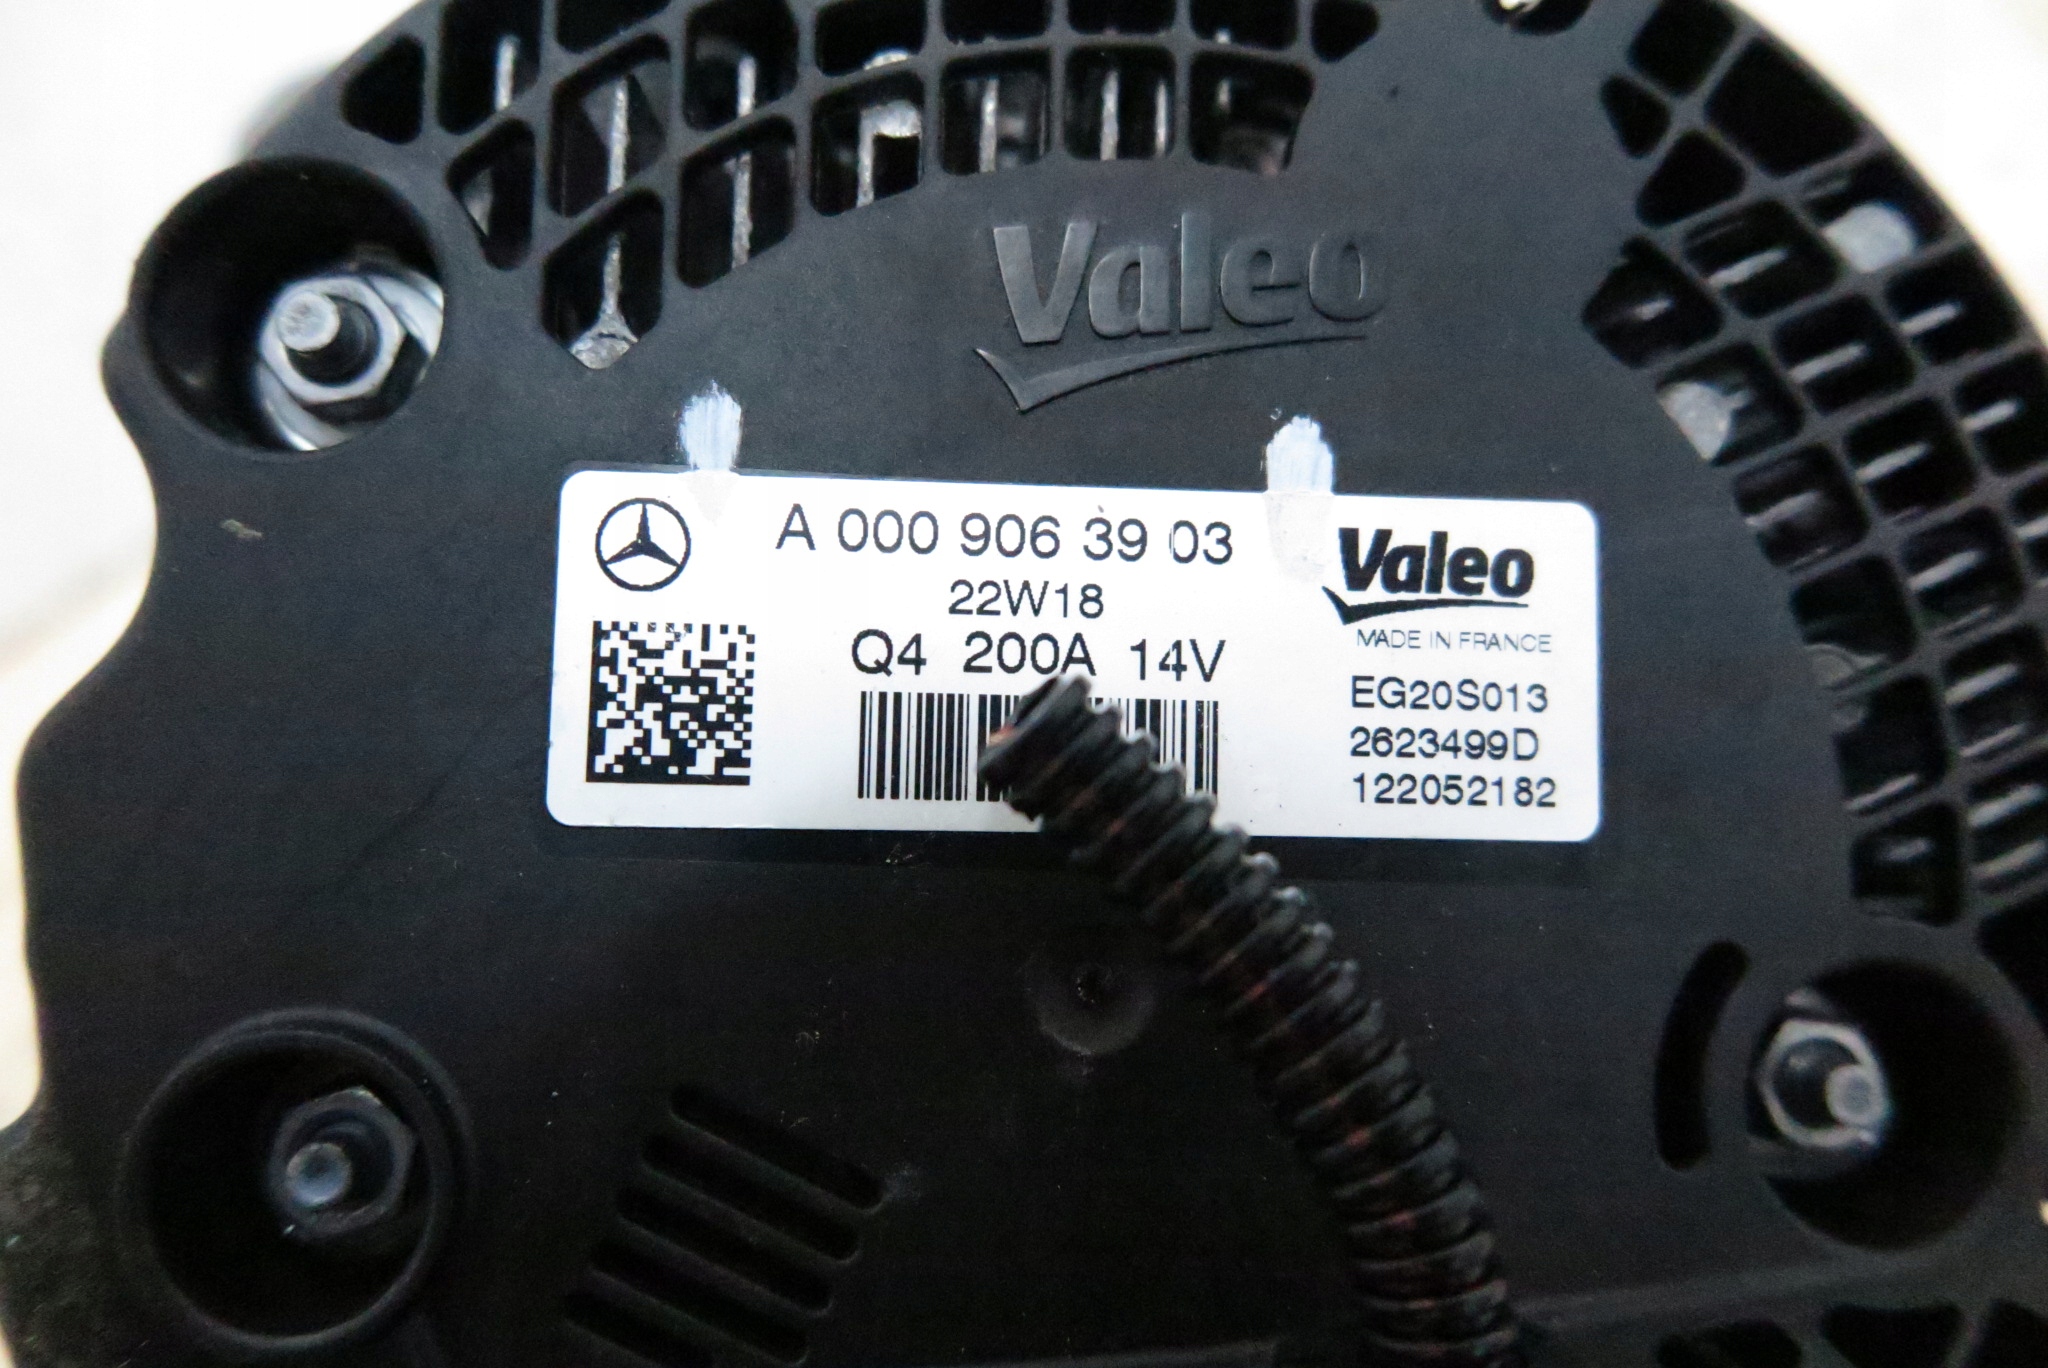 Valeo
A 000 906 39 03
22W18
Q4 200A 14V
Valeo
MADE IN FRANCE
EG20S013
2623499D
122052182